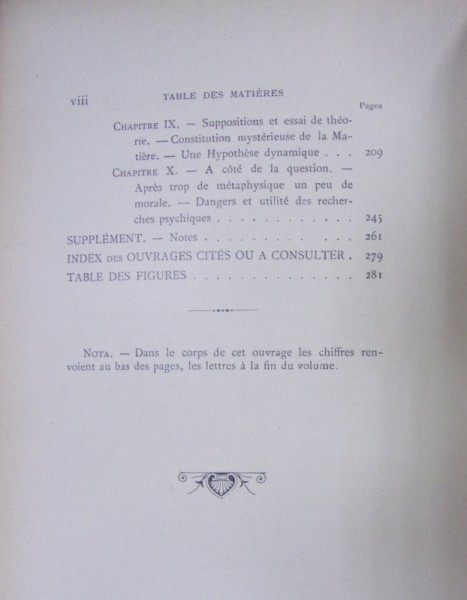 viii TABLE DES MATIÈRES
Pages
CHAPITRE IX. — Suppositions et essai de théo-
rie. — Constitution mystérieuse de la Ma-
tière. — Une Hypothèse dynamique . . . 209
CHAPITRE X. — A côté de la question. —
Après trop de métaphysique un peu de
morale. — Dangers et utilité des recher-
ches psychiques . . . . . . . . . . . . 245
SUPPLÉMENT. — Notes . . . . . . . . . . . 261
INDEX DES OUVRAGES CITÉS OU A CONSULTER . 279
TABLE DES FIGURES . . . . . . . . . . . . . 281
NOTA. — Dans le corps de cet ouvrage les chiffres ren-
voient au bas des pages, les lettres à la fin du volume.